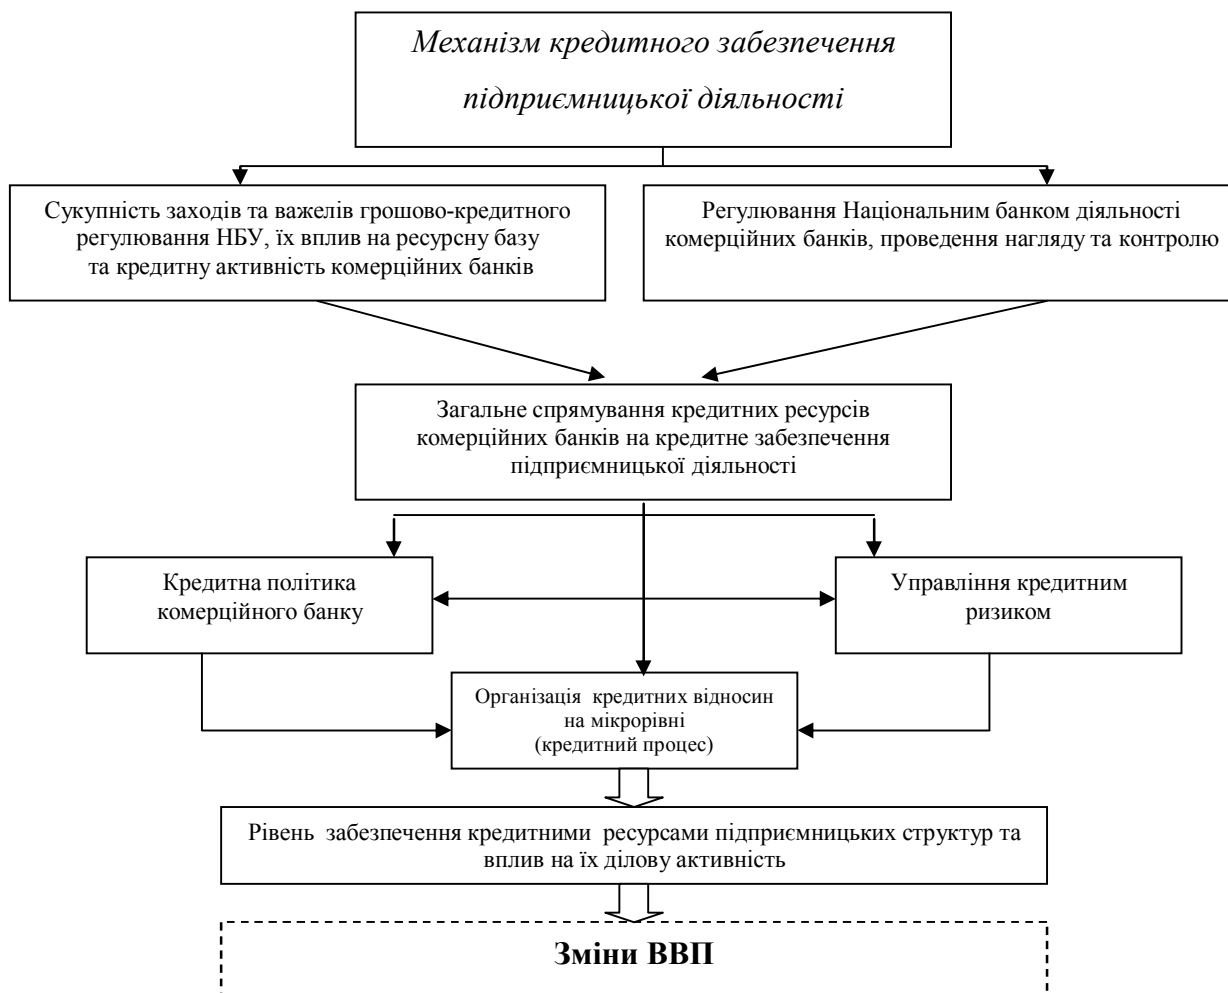 Механізм кредитного забезпечення
підприємницької діяльності
Сукупність заходів та важелів грошово-кредитного
регулювання НБУ, їх вплив на ресурсну базу
та кредитну активність комерційних банків
Регулювання Національним банком діяльності
комерційних банків, проведення нагляду та контролю
Загальне спрямування кредитних ресурсів
комерційних банків на кредитне забезпечення
підприємницької діяльності
Кредитна політика
комерційного банку
Управління кредитним
ризиком
Організація кредитних відносин
на мікрорівні
(кредитний процес)
Рівень забезпечення кредитними ресурсами підприємницьких структур та
вплив на їх ділову активність
Зміни ВВП